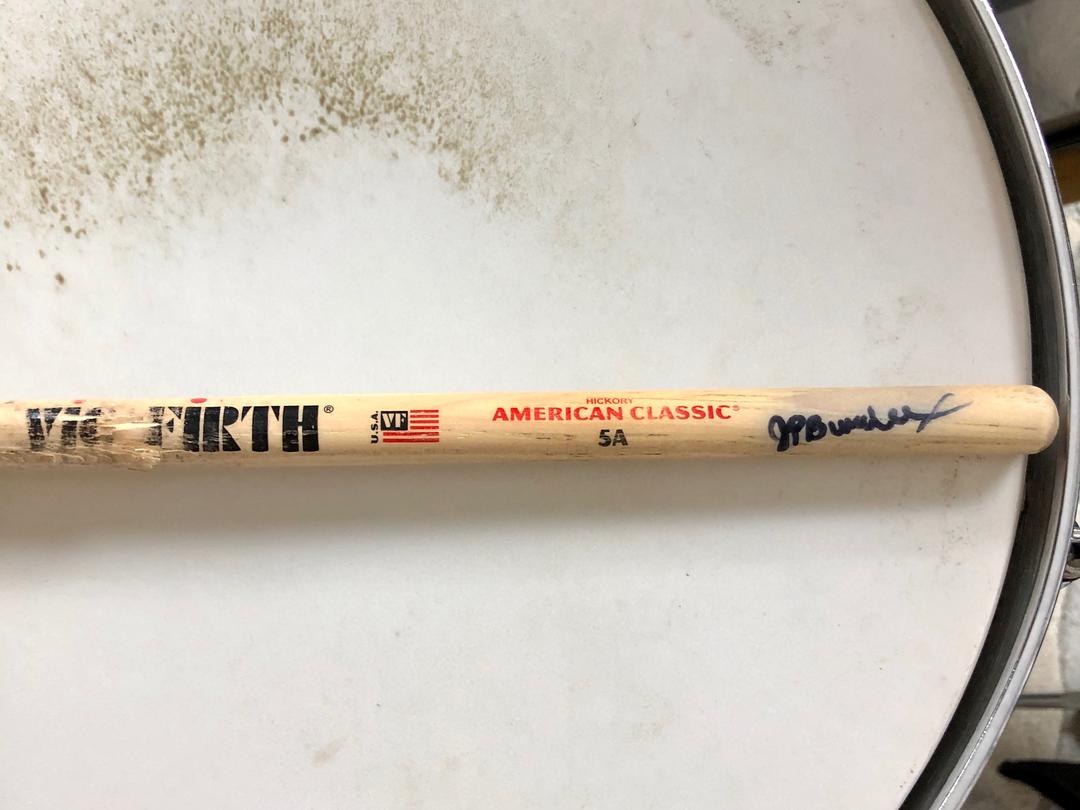 VIC FIRTH®
U.S.A.
VF
HICKORY
AMERICAN CLASSIC®
5A